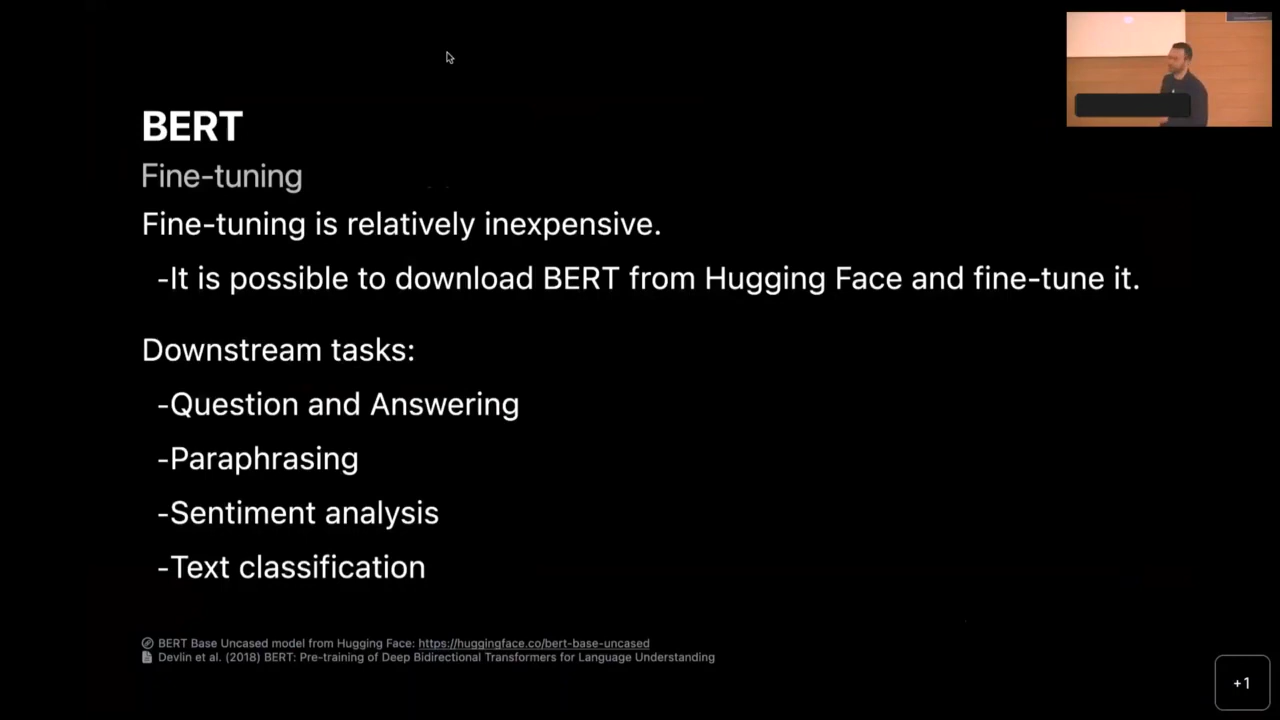 BERT
Fine-tuning
Fine-tuning is relatively inexpensive.
-It is possible to download BERT from Hugging Face and fine-tune it.
Downstream tasks:
-Question and Answering
-Paraphrasing
-Sentiment analysis
-Text classification
BERT Base Uncased model from Hugging Face: https://huggingface.co/bert-base-uncased
Devlin et al. (2018) BERT: Pre-training of Deep Bidirectional Transformers for Language Understanding
+1